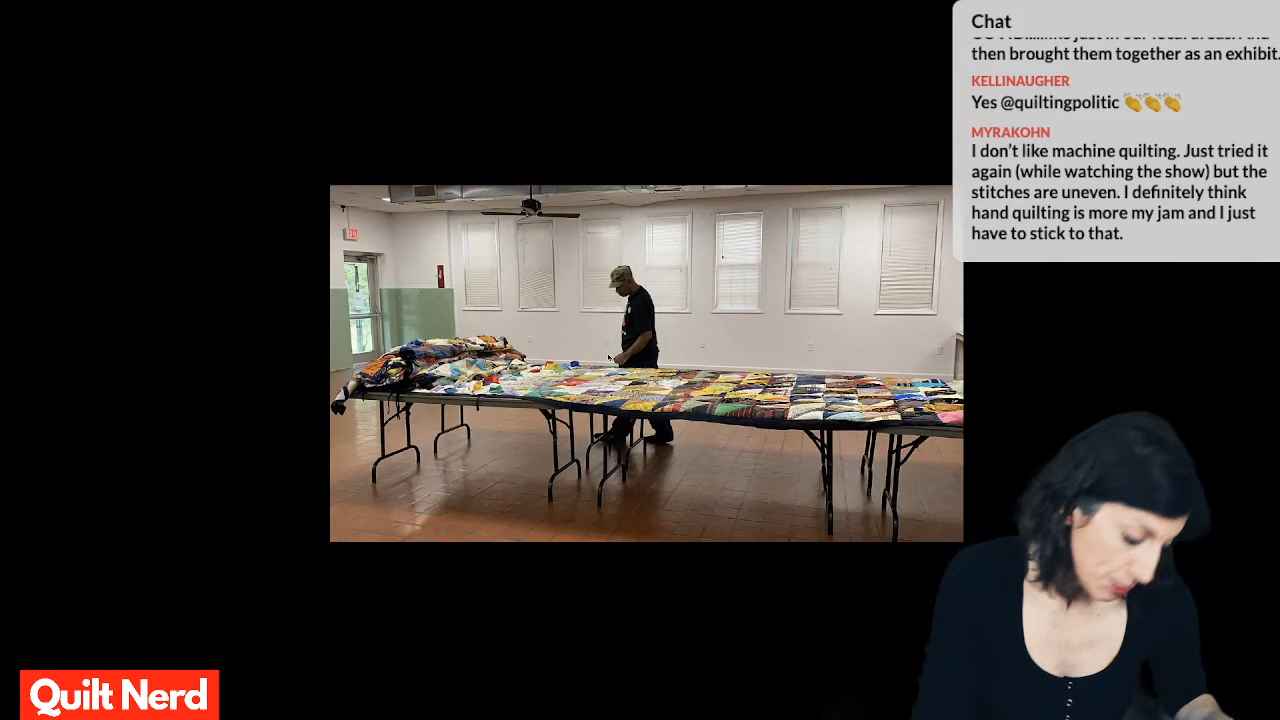 Chat
then brought them together as an exhibit.
KELLINAUGHER
Yes @quiltingpolitic 👏👏👏
MYRAKOHN
I don’t like machine quilting. Just tried it
again (while watching the show) but the
stitches are uneven. I definitely think
hand quilting is more my jam and I just
have to stick to that.
EXIT
Quilt Nerd